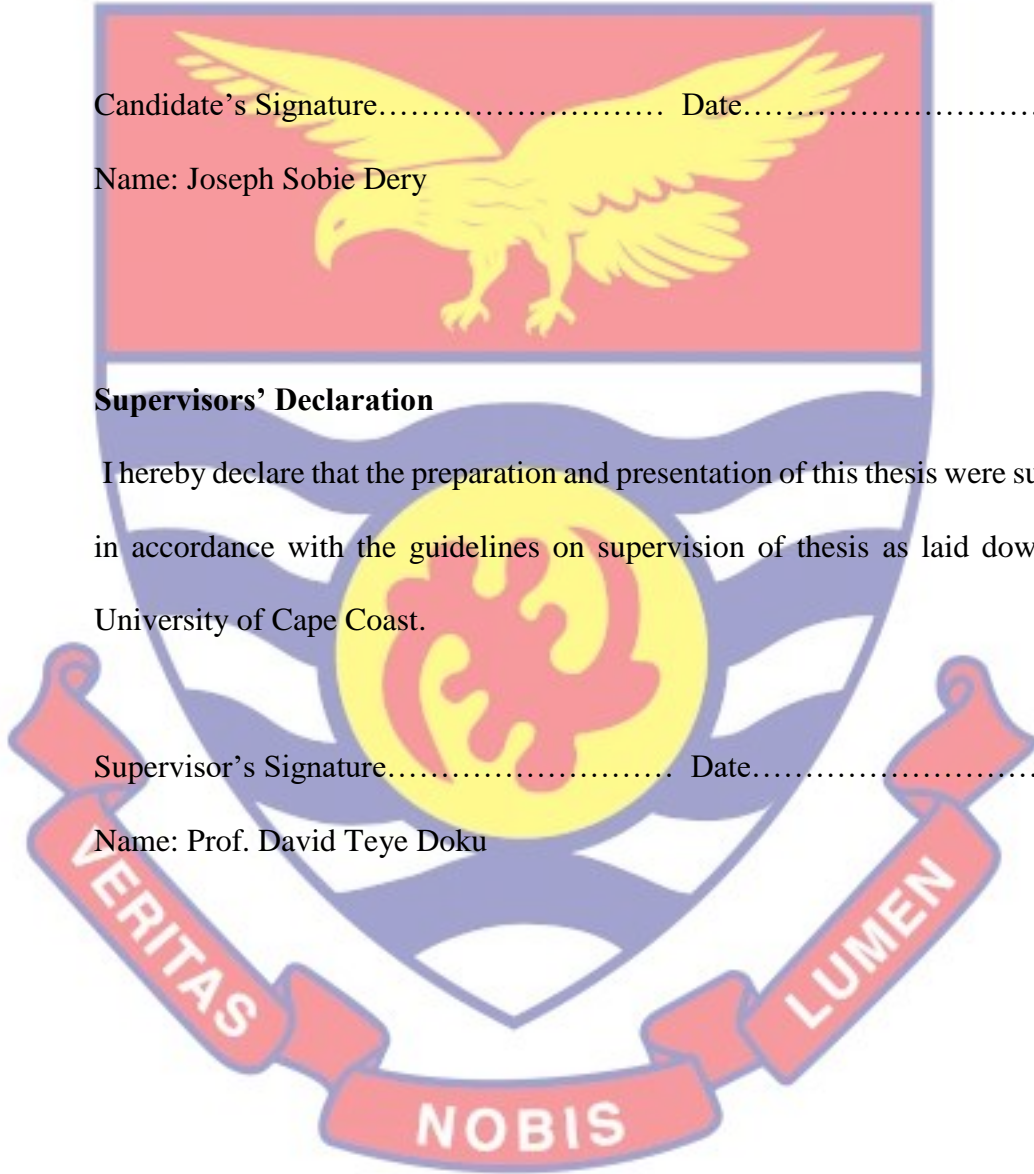 Candidate’s Signature……………………… Date…………………………
Name: Joseph Sobie Dery
Supervisors’ Declaration
I hereby declare that the preparation and presentation of this thesis were
in accordance with the guidelines on supervision of thesis as laid
University of Cape Coast.
Supervisor’s Signature……………………… Date…………………………
Name: Prof. David Teye Doku
VERITAS
NOBIS
LUMEN